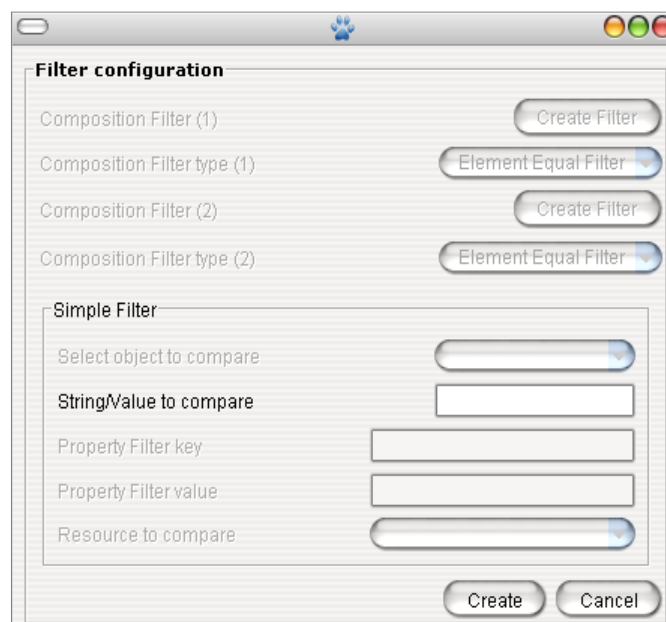 Filter configuration
Composition Filter (1) Create Filter
Composition Filter type (1) Element Equal Filter
Composition Filter (2) Create Filter
Composition Filter type (2) Element Equal Filter
Simple Filter
Select object to compare
String/Value to compare
Property Filter key
Property Filter value
Resource to compare
Create Cancel